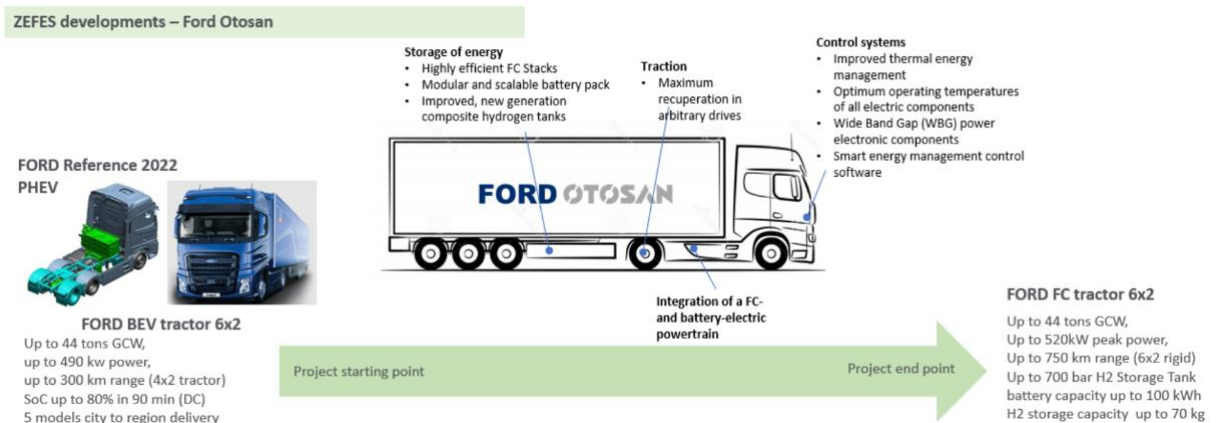 ZEFES developments – Ford Otosan
Storage of energy
• Highly efficient FC Stacks
• Modular and scalable battery pack
• Improved, new generation
composite hydrogen tanks
Traction
• Maximum
recuperation in
arbitrary drives
Control systems
• Improved thermal energy
management
• Optimum operating temperatures
of all electric components
• Wide Band Gap (WBG) power
electronic components
• Smart energy management control
software
FORD Reference 2022
PHEV
FORD OTOSAN
Integration of a FC-
and battery-electric
powertrain
FORD BEV tractor 6x2
Up to 44 tons GCW,
up to 490 kw power,
up to 300 km range (4x2 tractor)
SoC up to 80% in 90 min (DC)
5 models city to region delivery
Project starting point
Project end point
FORD FC tractor 6x2
Up to 44 tons GCW,
Up to 520kW peak power,
Up to 750 km range (6x2 rigid)
Up to 700 bar H2 Storage Tank
battery capacity up to 100 kWh
H2 storage capacity up to 70 kg